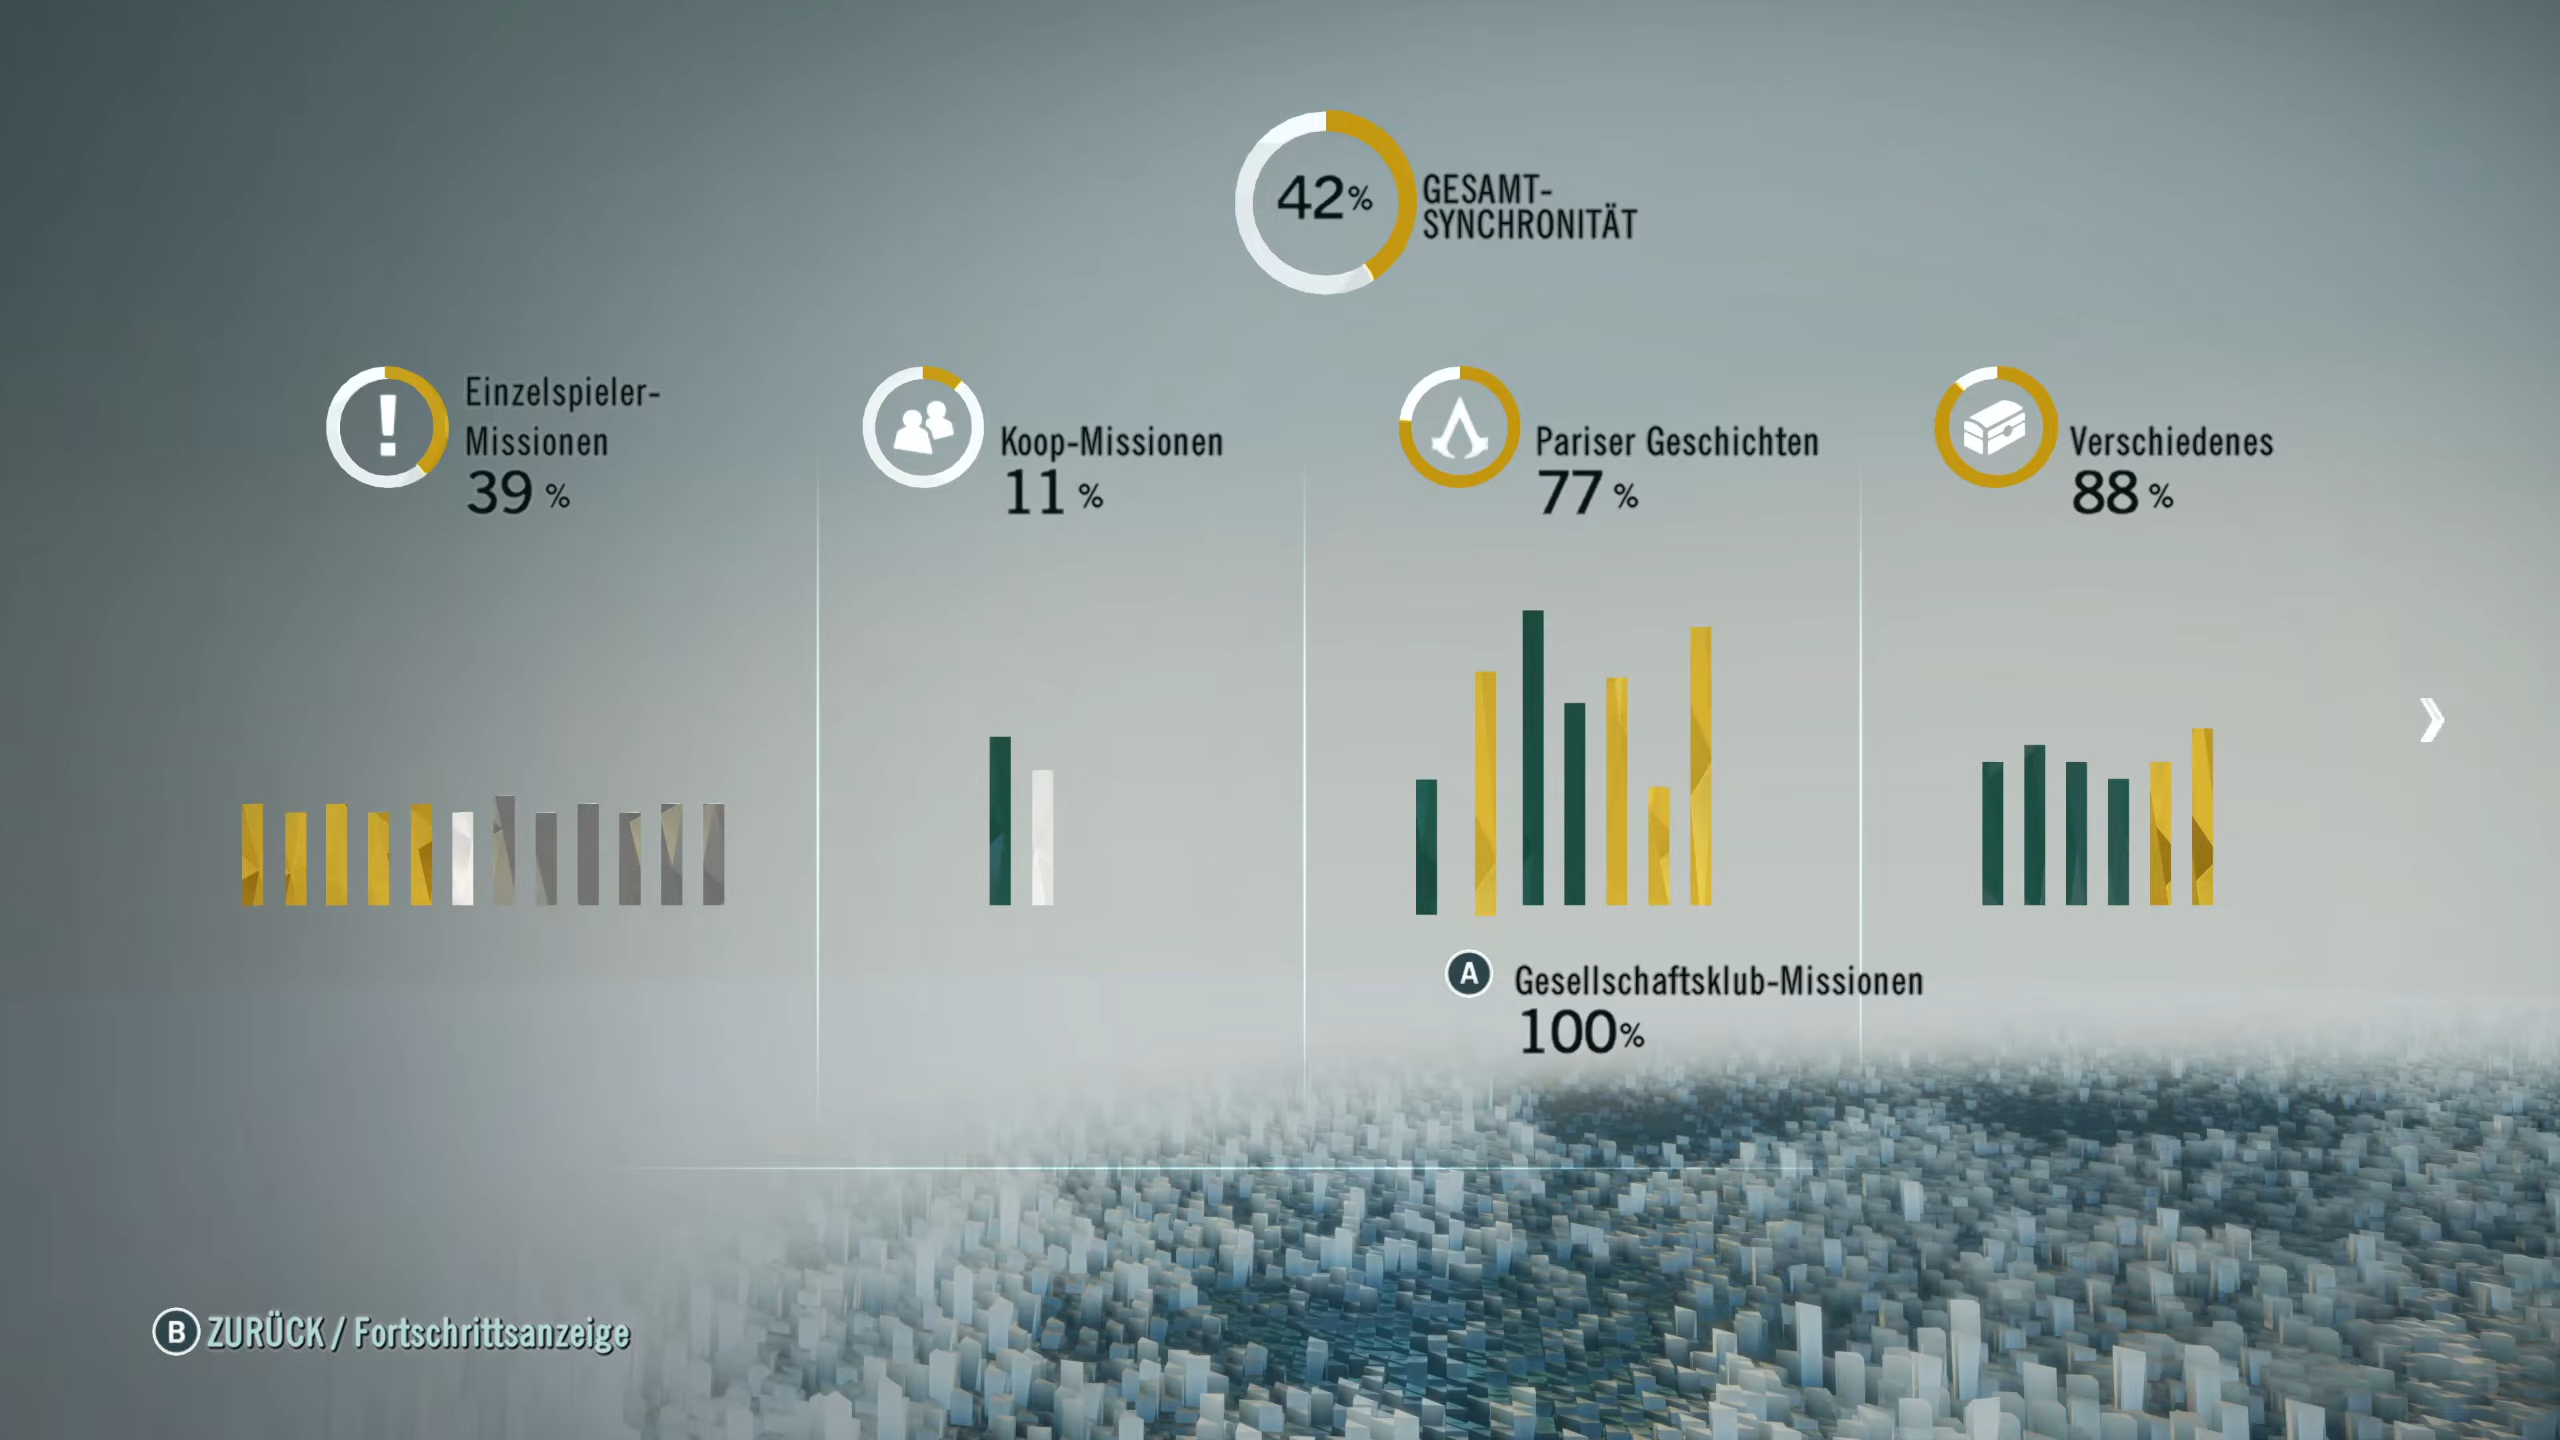 42%
GESAMT-
SYNCHRONITÄT
Einzelspieler-
Missionen
39 %
Koop-Missionen
11 %
Pariser Geschichten
77 %
Verschiedenes
88 %
A Gesellschaftsklub-Missionen
100%
B ZURÜCK / Fortschrittsanzeige